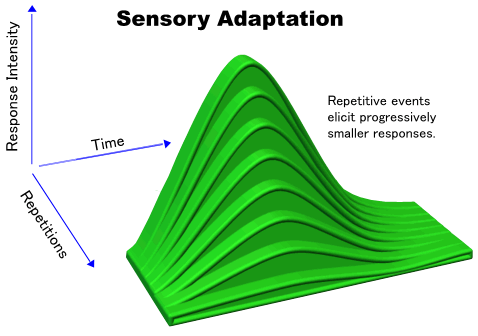 Sensory Adaptation
Response Intensity
Time
Repetitions
Repetitive events
elicit progressively
smaller responses.